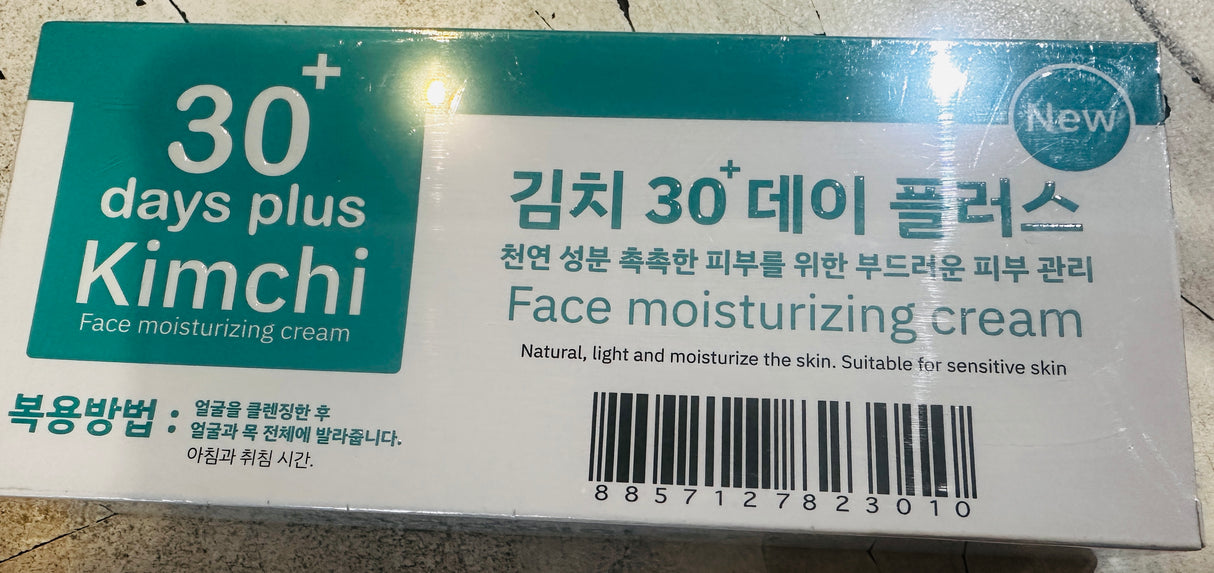 30+
days plus
Kimchi
Face moisturizing cream
복용방법 : 얼굴을 클렌징한 후
얼굴과 목 전체에 발라줍니다.
아침과 취침 시간.
New
김치 30+ 데이 플러스
천연 성분 촉촉한 피부를 위한 부드러운 피부 관리
Face moisturizing cream
Natural, light and moisturize the skin. Suitable for sensitive skin
8857127823010